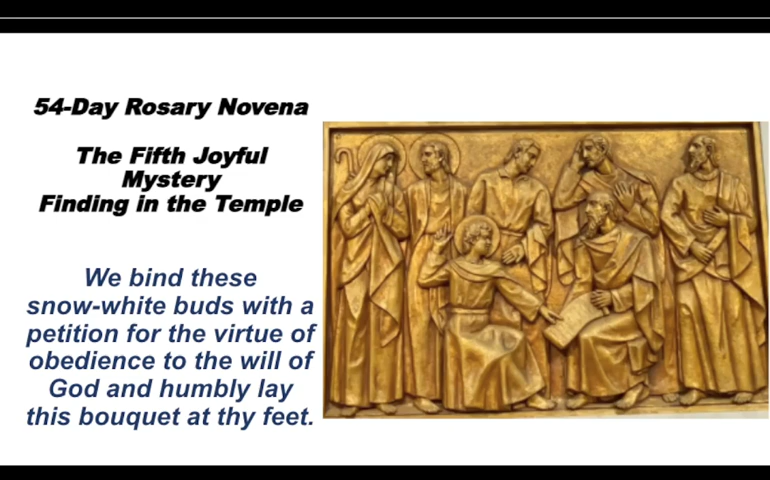 54-Day Rosary Novena
The Fifth Joyful
Mystery
Finding in the Temple
We bind these
snow-white buds with a
petition for the virtue of
obedience to the will of
God and humbly lay
this bouquet at thy feet.